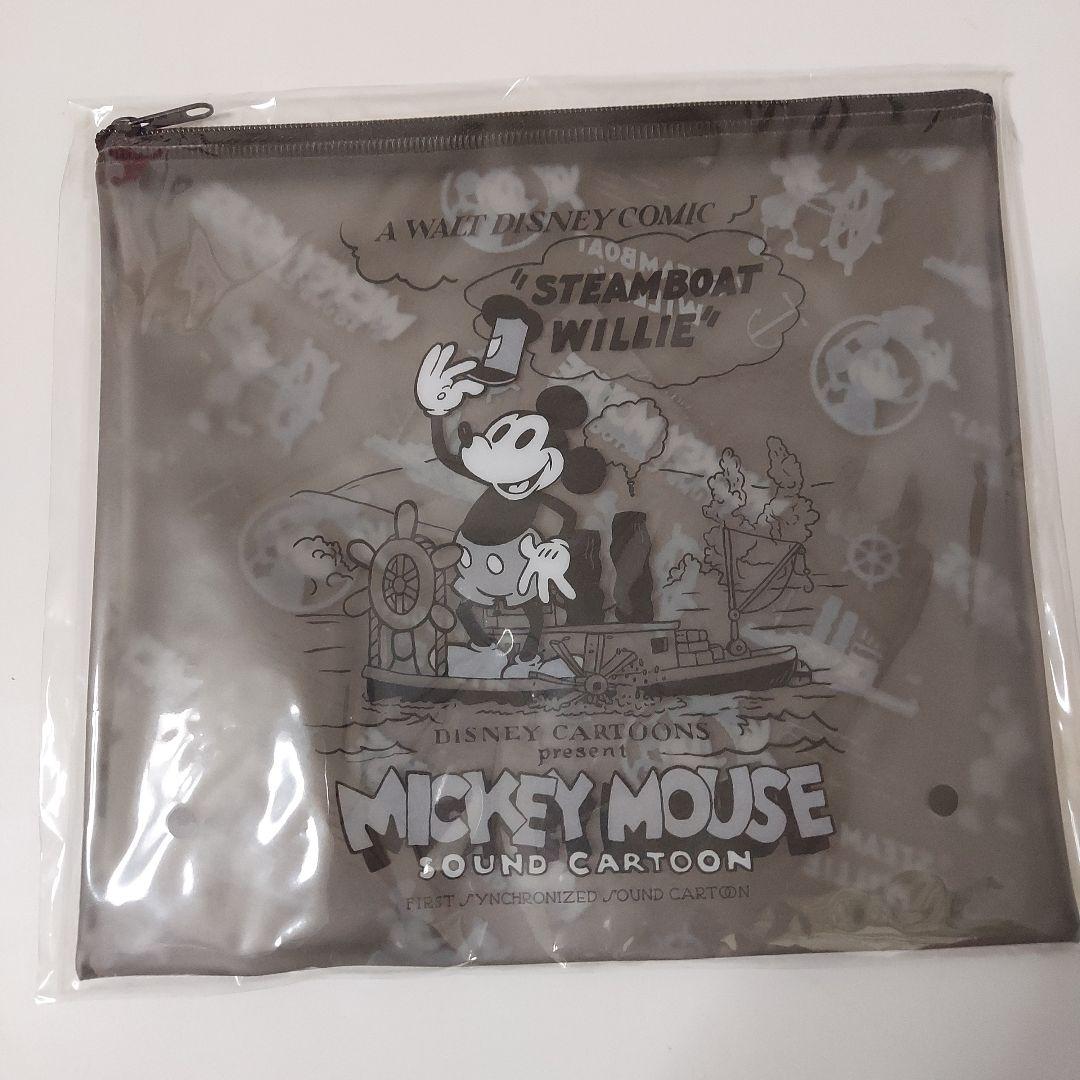 A WALT DISNEY COMIC
"STEAMBOAT
WILLIE"
DISNEY CARTOONS
present
MICKEY MOUSE
SOUND CARTOON
FIRST SYNCHRONIZED SOUND CARTOON